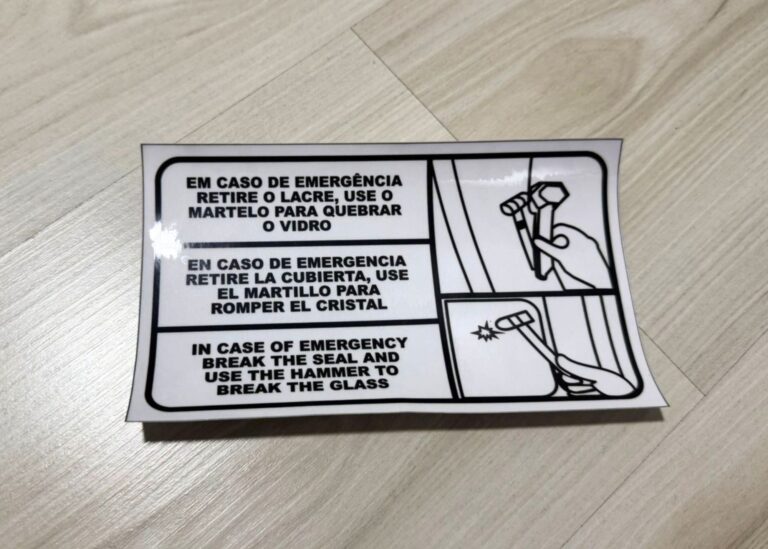 EM CASO DE EMERGÊNCIA
RETIRE O LACRE, USE O
MARTELO PARA QUEBRAR
O VIDRO
EN CASO DE EMERGENCIA
RETIRE LA CUBIERTA, USE
EL MARTILLO PARA
ROMPER EL CRISTAL
IN CASE OF EMERGENCY
BREAK THE SEAL AND
USE THE HAMMER TO
BREAK THE GLASS